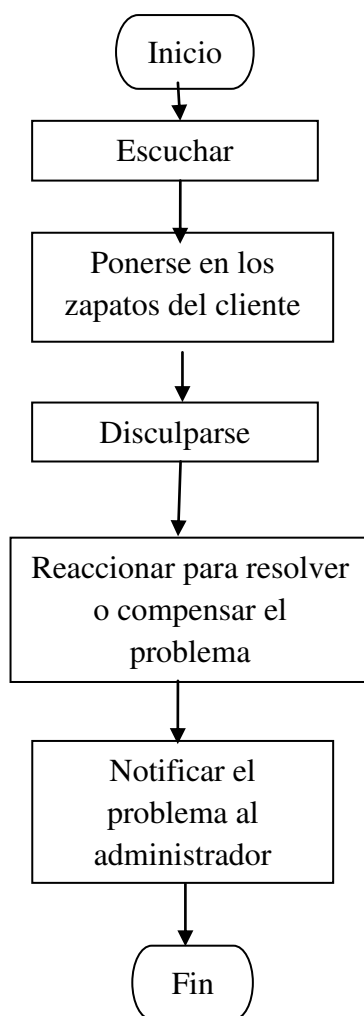 Inicio
Escuchar
Ponerse en los
zapatos del cliente
Disculparse
Reaccionar para resolver
o compensar el
problema
Notificar el
problema al
administrador
Fin